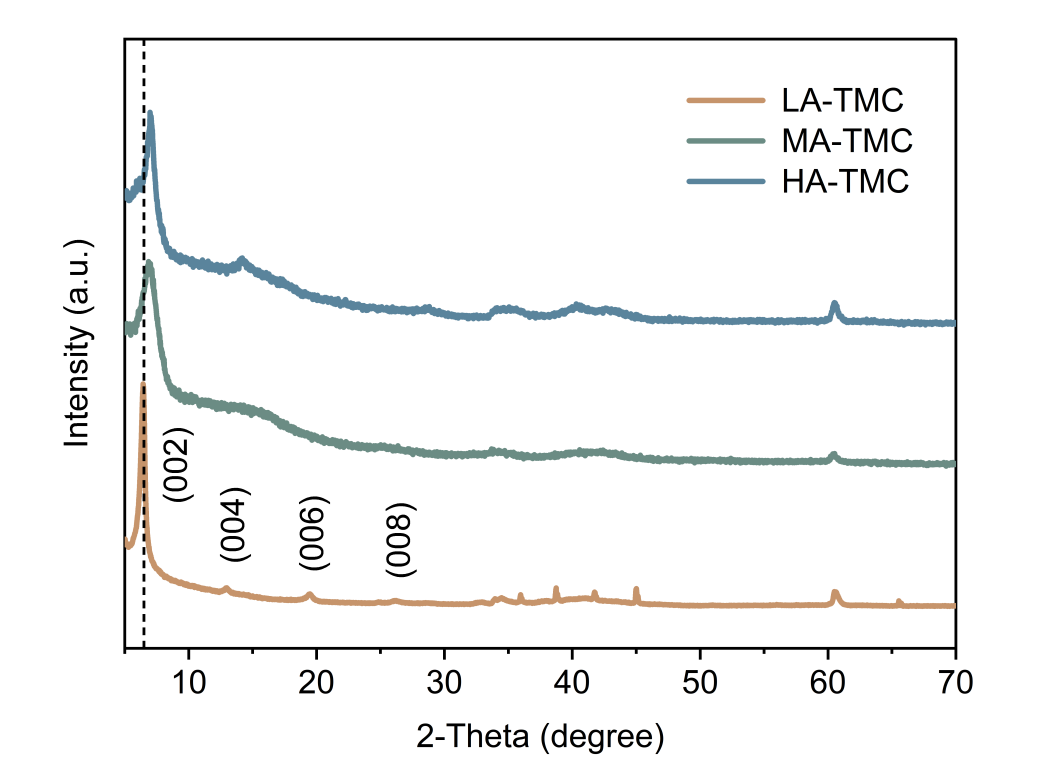 LA-TMC
MA-TMC
HA-TMC
Intensity (a.u.)
(002)
(004)
(006)
(008)
10 20 30 40 50 60 70
2-Theta (degree)